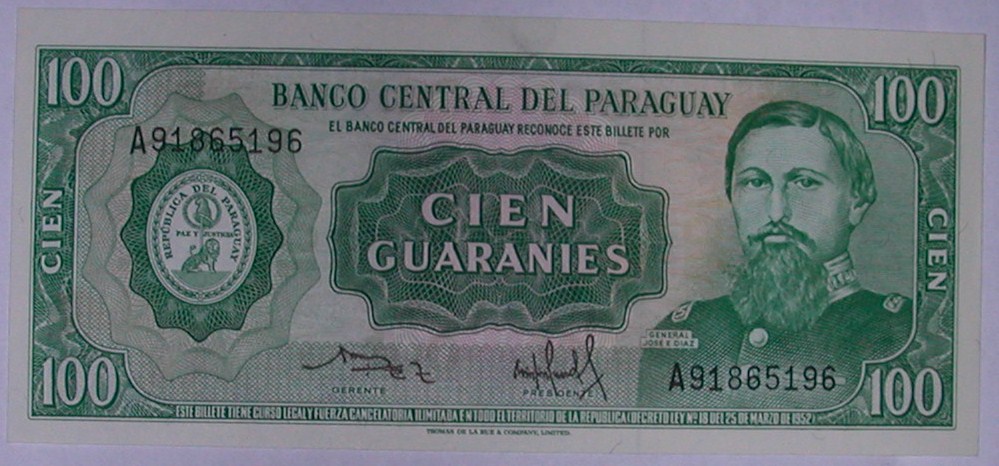 100
100
BANCO CENTRAL DEL PARAGUAY
EL BANCO CENTRAL DEL PARAGUAY RECONOCE ESTE BILLETE POR
A91865196
CIEN
REPÚBLICA DEL PARAGUAY
PAZ Y JUSTICIA
CIEN
GUARANIES
CIEN
GENERAL
JOSE E DIAZ
GERENTE
PRESIDENTE
A91865196
100
100
ESTE BILLETE TIENE CURSO LEGAL Y FUERZA CANCELATORIA ILIMITADA EN TODO EL TERRITORIO DE LA REPUBLICA (DECRETO LEY Nº 18 DEL 25 DE MARZO DE 1952)
THOMAS DE LA RUE & COMPANY, LIMITED.